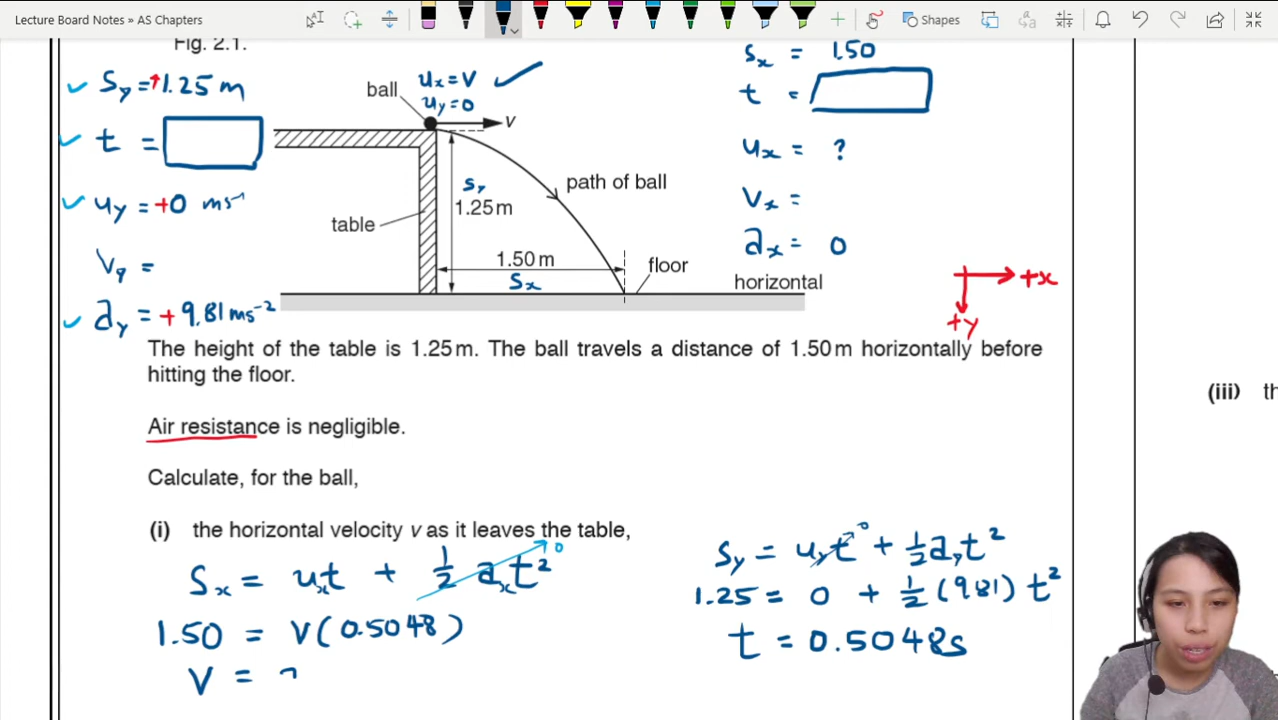 Lecture Board Notes » AS Chapters
Shapes
Fig. 2.1.
Sy = +1.25 m
t =
uy = +0 ms⁻¹
Vy =
ay = +9.81 ms⁻²
ball
ux = V
uy = 0
v
Sy
1.25 m
path of ball
table
1.50 m
Sx
floor
horizontal
Sx = 1.50
t =
ux = ?
Vx =
ax = 0
+x
+y
The height of the table is 1.25 m. The ball travels a distance of 1.50 m horizontally before
hitting the floor.
Air resistance is negligible.
Calculate, for the ball,
(i) the horizontal velocity v as it leaves the table,
Sx = uxt + ½ axt² 0
1.50 = V(0.5048)
V =
Sy = uyt 0 + ½ayt²
1.25 = 0 + ½(9.81) t²
t = 0.5048s
(iii) th